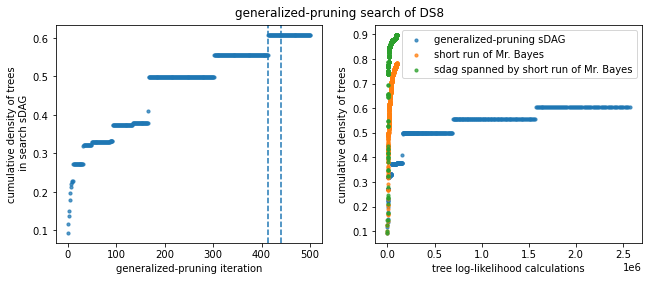 generalized-pruning search of DS8
cumulative density of trees
in search sDAG
0.6
0.5
0.4
0.3
0.2
0.1
0
100
200
300
400
500
generalized-pruning iteration
cumulative density of trees
0.9
0.8
0.7
0.6
0.5
0.4
0.3
0.2
0.1
generalized-pruning sDAG
short run of Mr. Bayes
sdag spanned by short run of Mr. Bayes
0.0
0.5
1.0
1.5
2.0
2.5
1e6
tree log-likelihood calculations